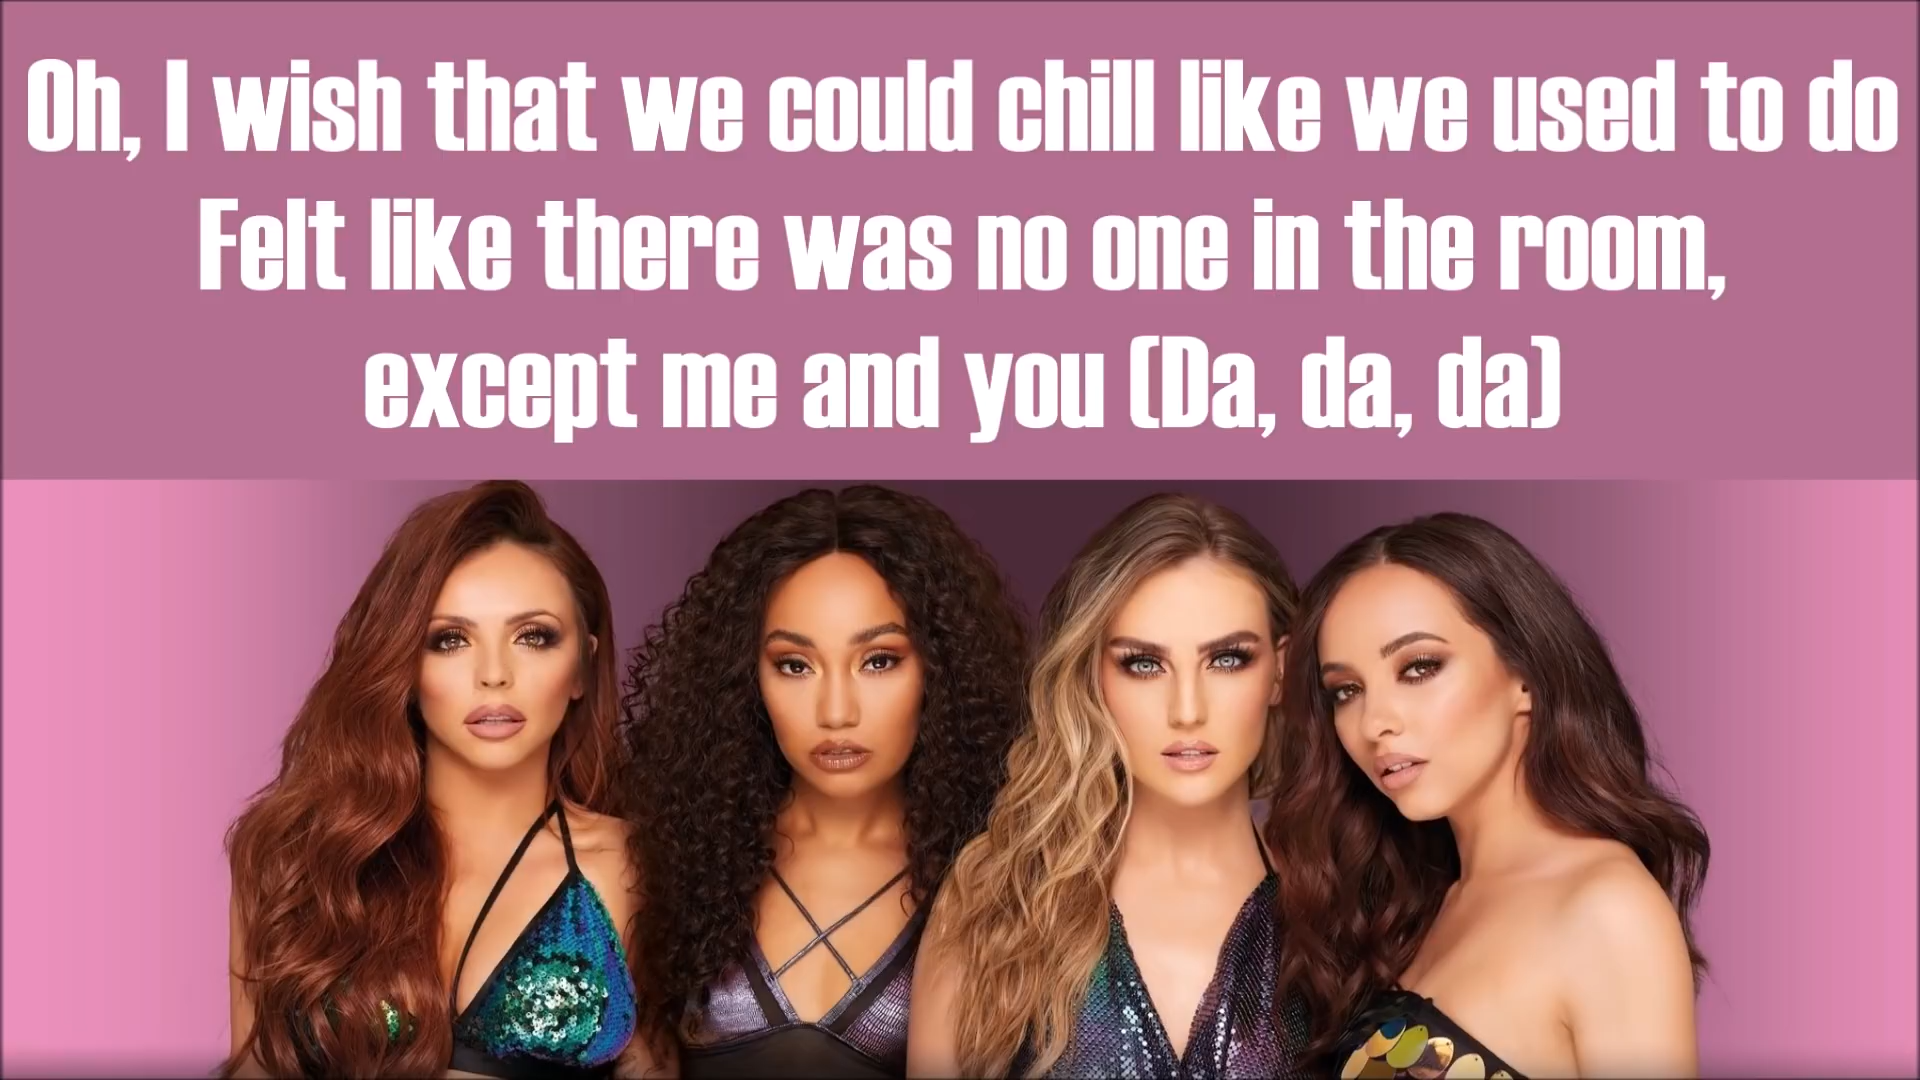 Oh, I wish that we could chill like we used to do
Felt like there was no one in the room,
except me and you (Da, da, da)